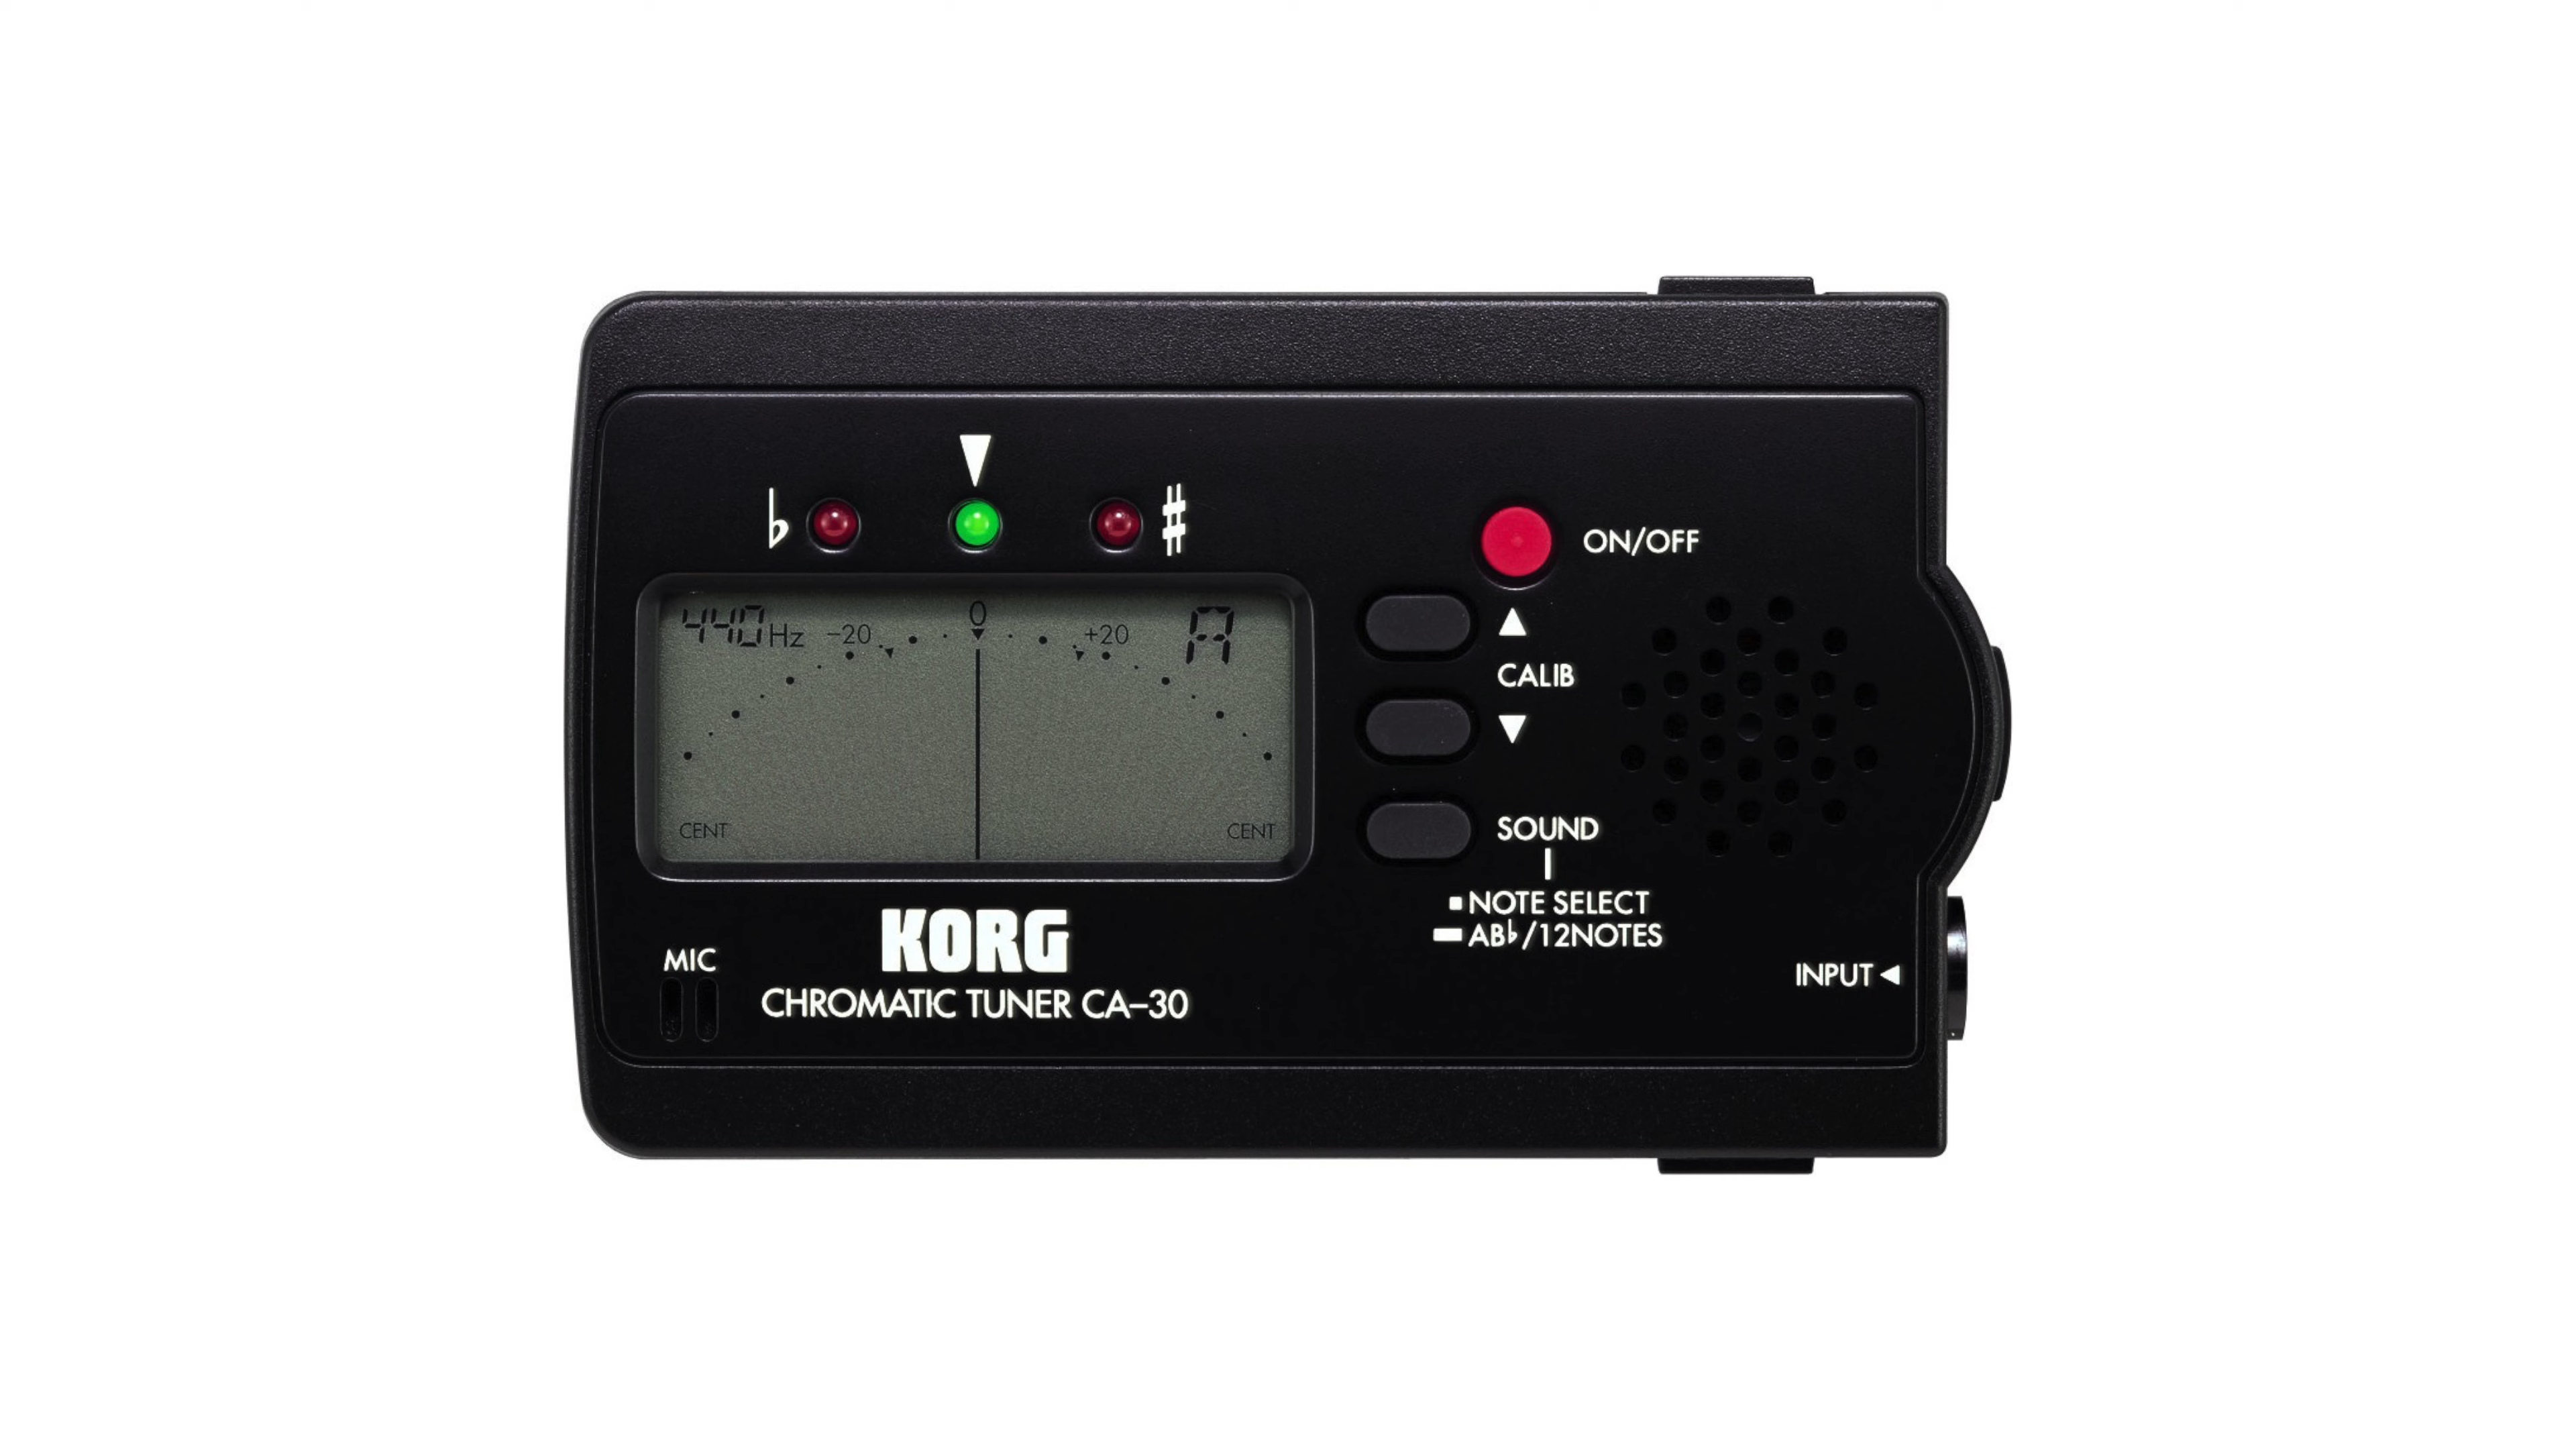 ♭ ♯
ON/OFF
440Hz -20 0 +20 A
CALIB
CENT CENT
SOUND
NOTE SELECT
AB♭/12NOTES
KORG
MIC
CHROMATIC TUNER CA-30
INPUT